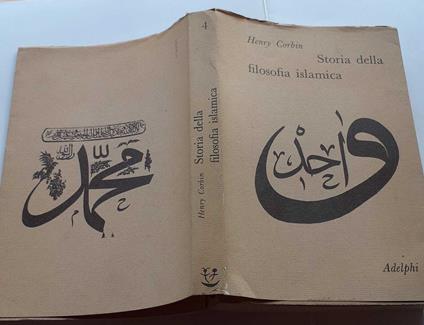 Henry Corbin
Storia della
filosofia islamica
واحد
Adelphi
4
Henry Corbin Storia della
filosofia islamica
محمد